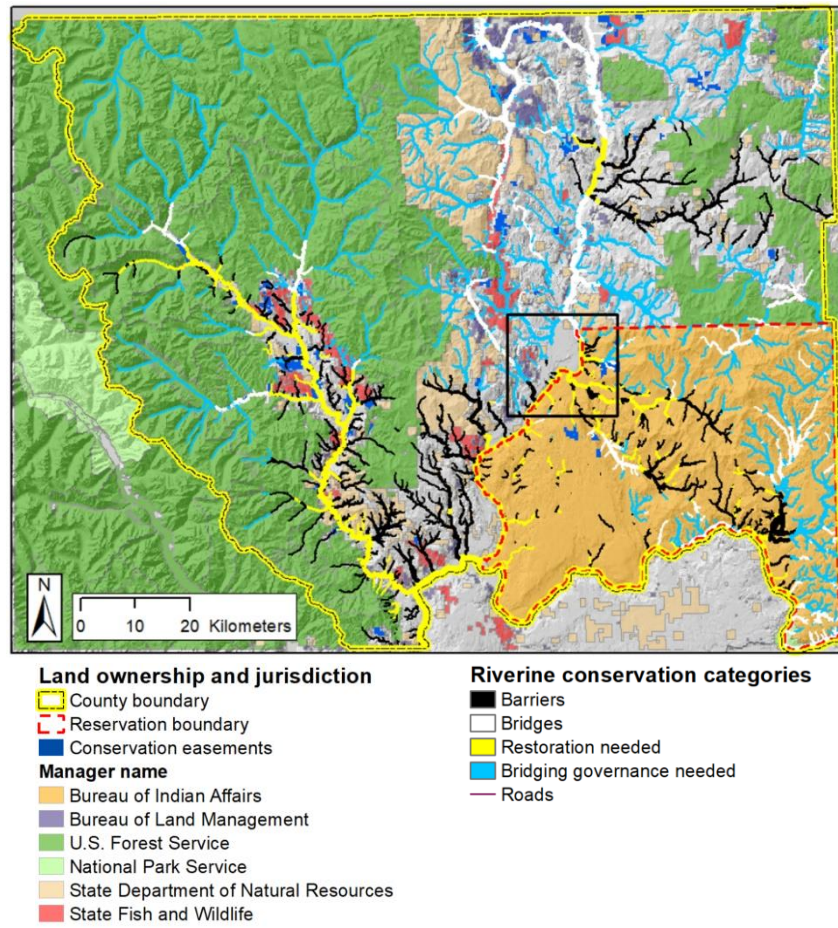 N
0 10 20 Kilometers
Land ownership and jurisdiction
County boundary
Reservation boundary
Conservation easements
Manager name
Bureau of Indian Affairs
Bureau of Land Management
U.S. Forest Service
National Park Service
State Department of Natural Resources
State Fish and Wildlife
Riverine conservation categories
Barriers
Bridges
Restoration needed
Bridging governance needed
Roads